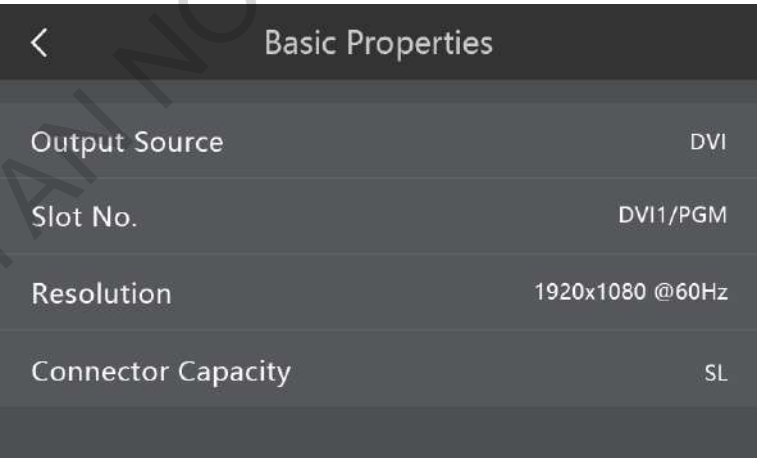 Basic Properties
Output Source DVI
Slot No. DVI1/PGM
Resolution 1920x1080 @60Hz
Connector Capacity SL